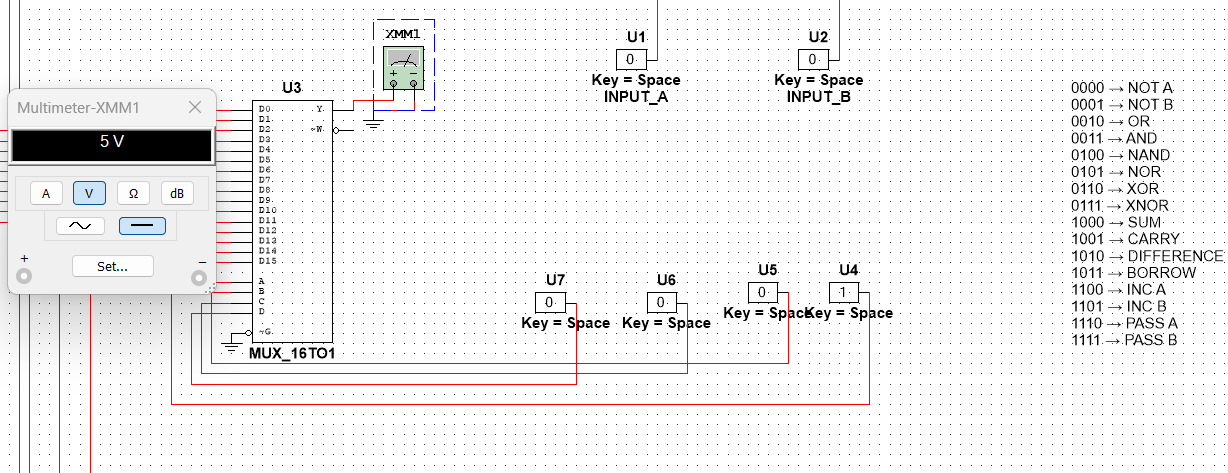 XMM1
U1
0
Key = Space
INPUT_A
U2
0
Key = Space
INPUT_B
Multimeter-XMM1
5 V
A
V
Ω
dB
+
Set...
−
U3
D0
D1
D2
D3
D4
D5
D6
D7
D8
D9
D10
D11
D12
D13
D14
D15
A
B
C
D
~G
Y
~W
MUX_16TO1
+
−
U7
0
Key = Space
U6
0
Key = Space
U5
0
Key = Space
U4
1
Key = Space
0000 → NOT A
0001 → NOT B
0010 → OR
0011 → AND
0100 → NAND
0101 → NOR
0110 → XOR
0111 → XNOR
1000 → SUM
1001 → CARRY
1010 → DIFFERENCE
1011 → BORROW
1100 → INC A
1101 → INC B
1110 → PASS A
1111 → PASS B